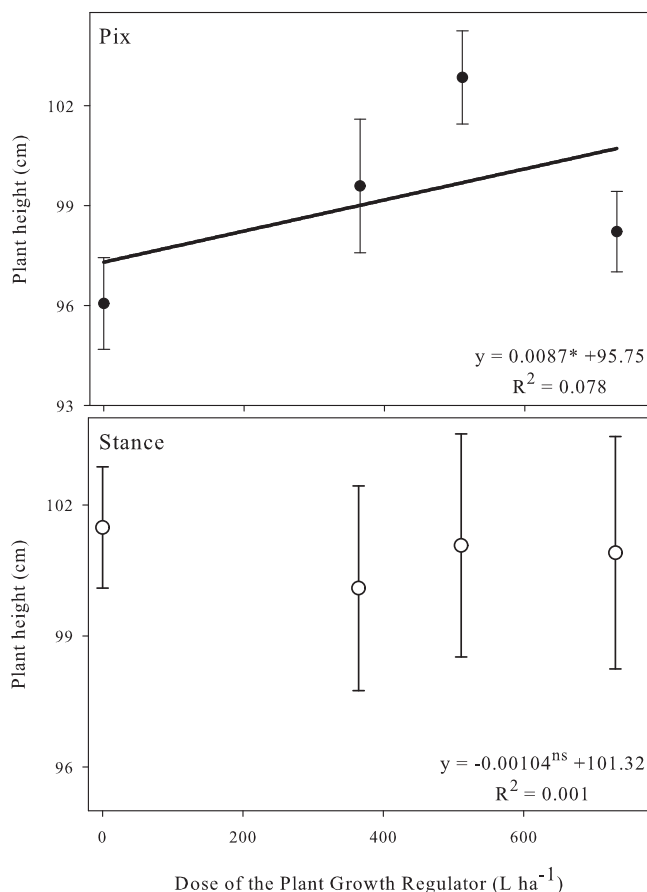 Pix
102
99
96
93
Plant height (cm)
y = 0.0087* +95.75
R² = 0.078
Stance
102
99
96
Plant height (cm)
y = -0.00104ⁿˢ +101.32
R² = 0.001
0 200 400 600
Dose of the Plant Growth Regulator (L ha⁻¹)